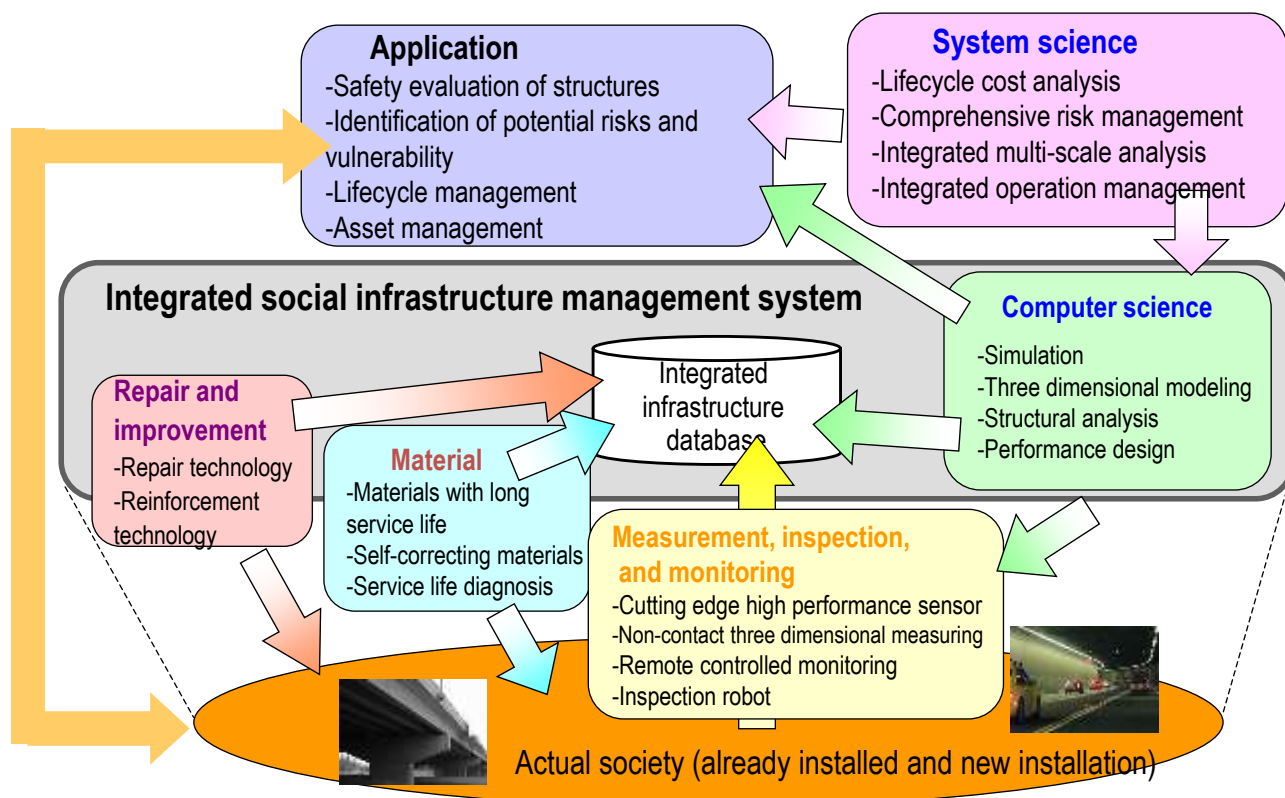 Application
-Safety evaluation of structures
-Identification of potential risks and
vulnerability
-Lifecycle management
-Asset management
System science
-Lifecycle cost analysis
-Comprehensive risk management
-Integrated multi-scale analysis
-Integrated operation management
Integrated social infrastructure management system
Computer science
-Simulation
-Three dimensional modeling
-Structural analysis
-Performance design
Integrated
infrastructure
database
Repair and
improvement
-Repair technology
-Reinforcement
technology
Material
-Materials with long
service life
-Self-correcting materials
-Service life diagnosis
Measurement, inspection,
and monitoring
-Cutting edge high performance sensor
-Non-contact three dimensional measuring
-Remote controlled monitoring
-Inspection robot
Actual society (already installed and new installation)